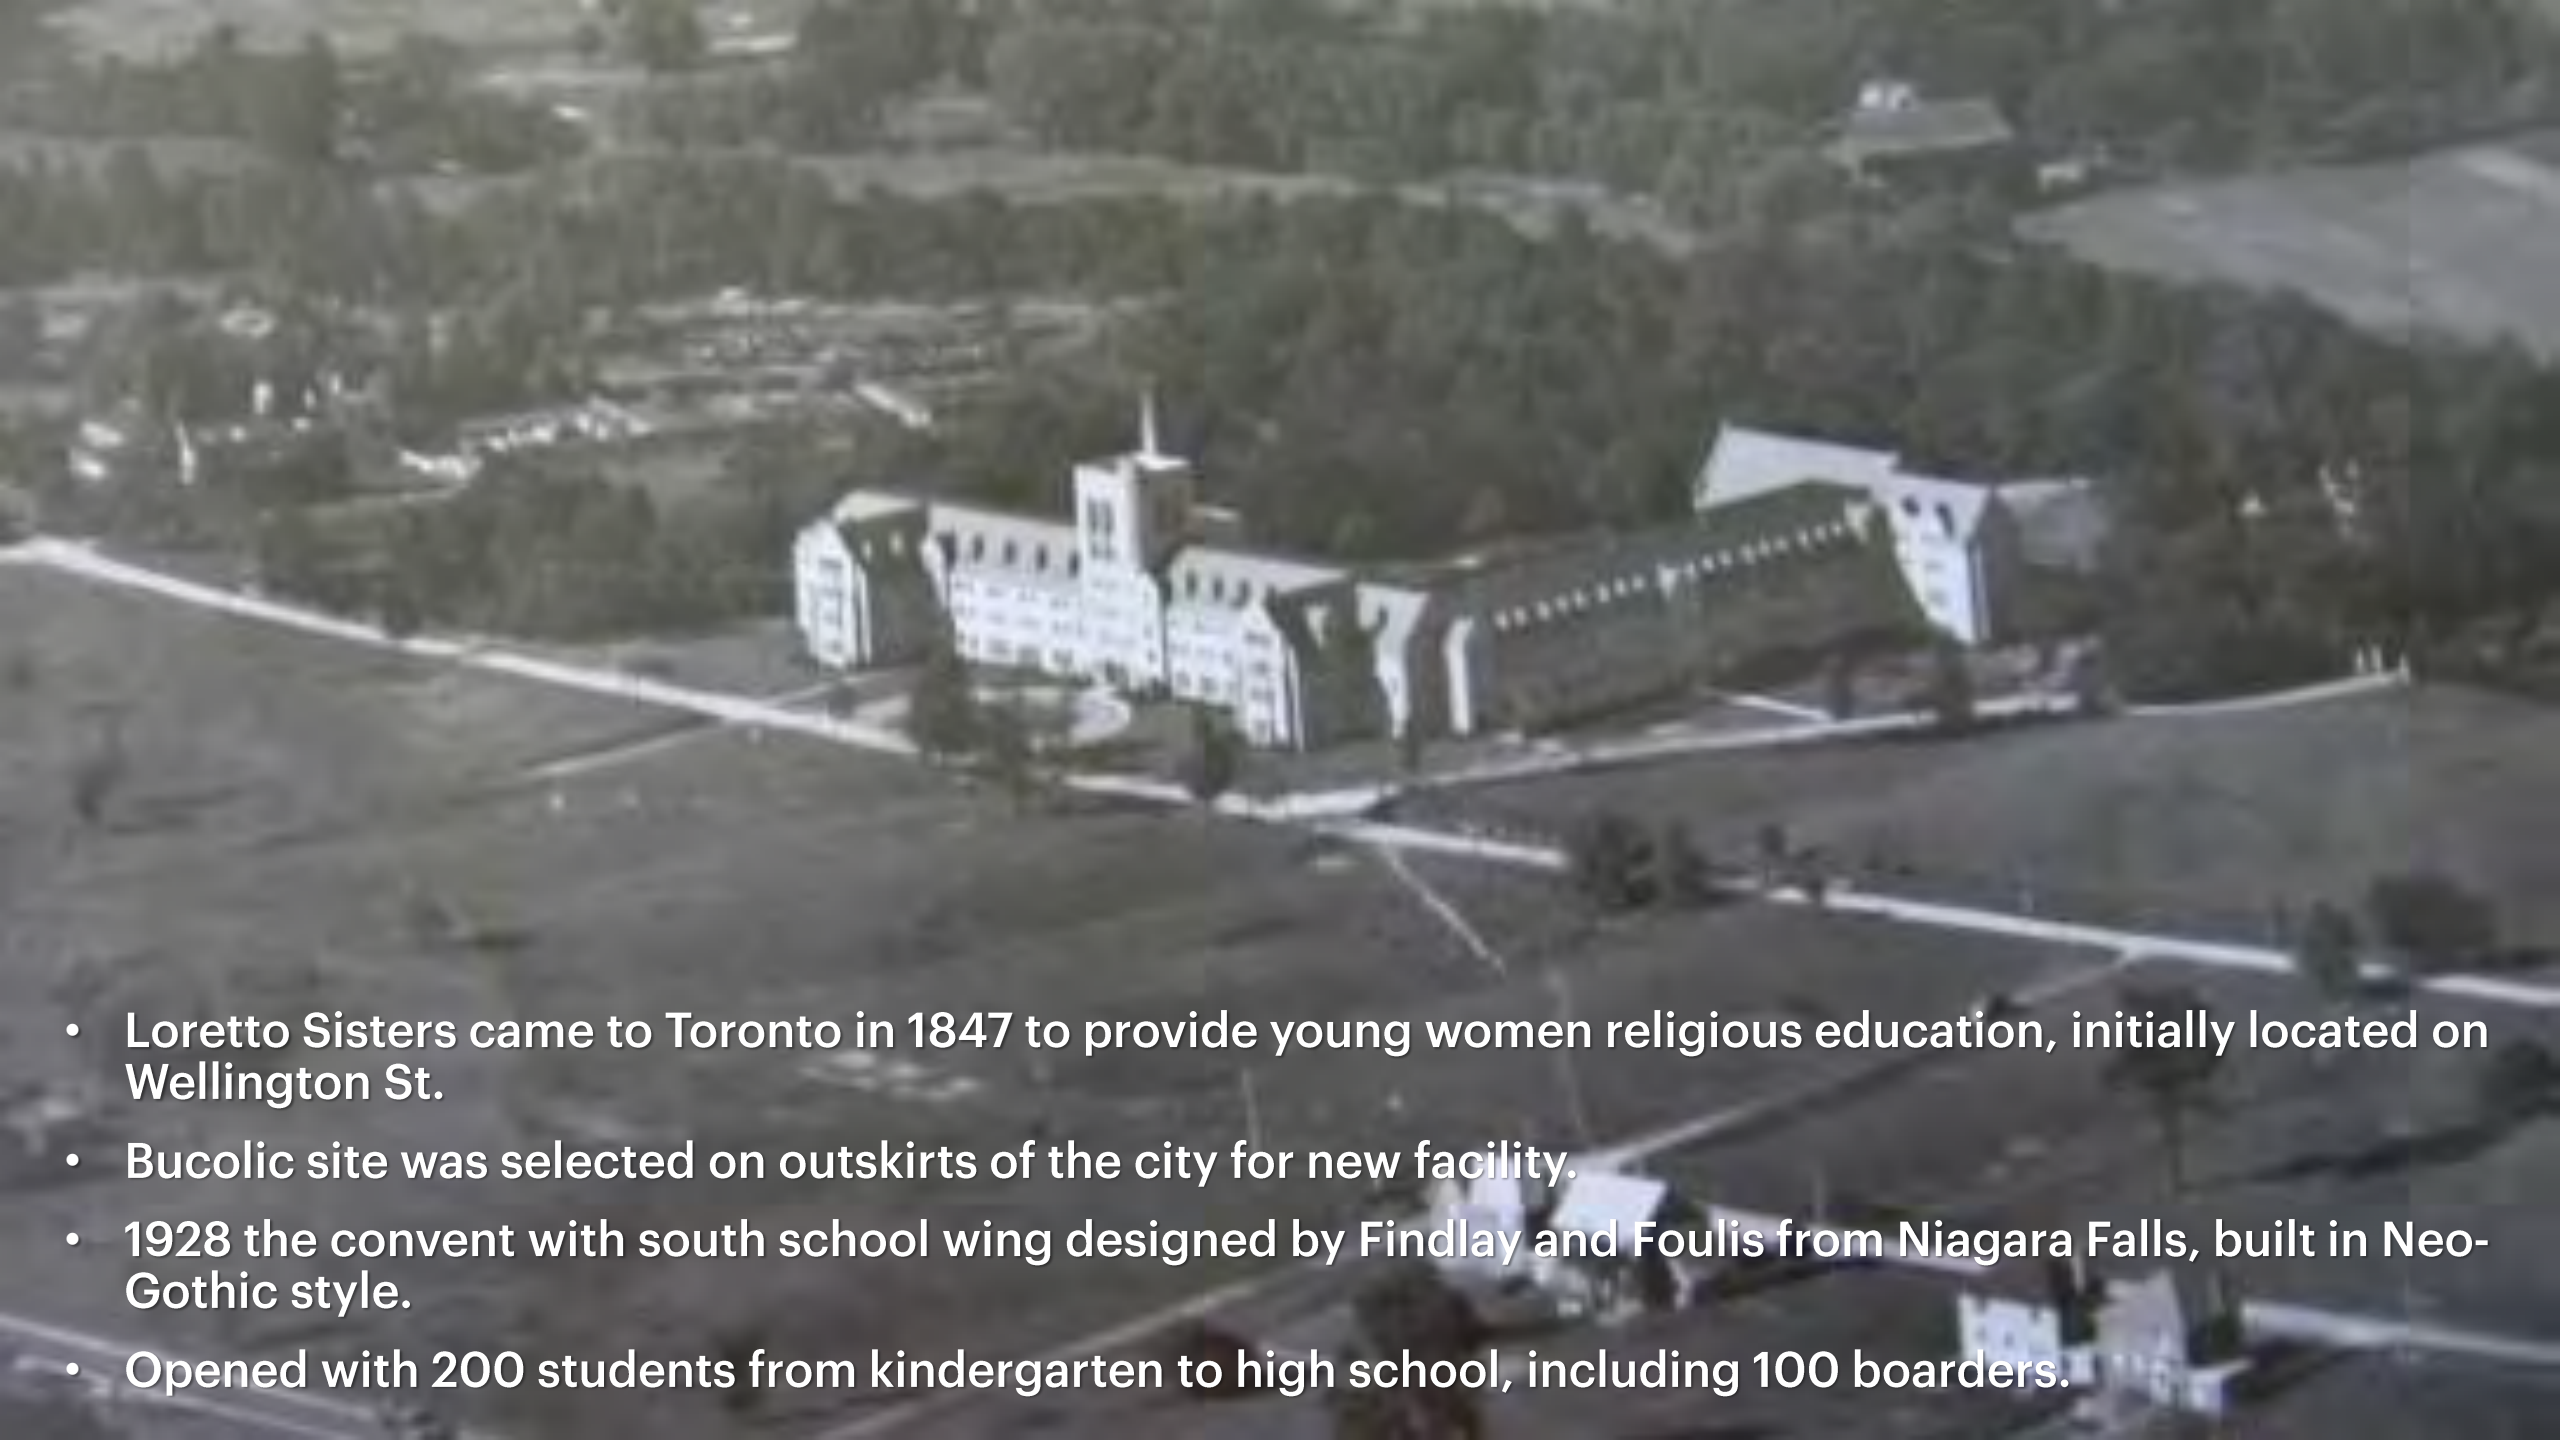 • Loretto Sisters came to Toronto in 1847 to provide young women religious education, initially located on
Wellington St.
• Bucolic site was selected on outskirts of the city for new facility.
• 1928 the convent with south school wing designed by Findlay and Foulis from Niagara Falls, built in Neo-
Gothic style.
• Opened with 200 students from kindergarten to high school, including 100 boarders.